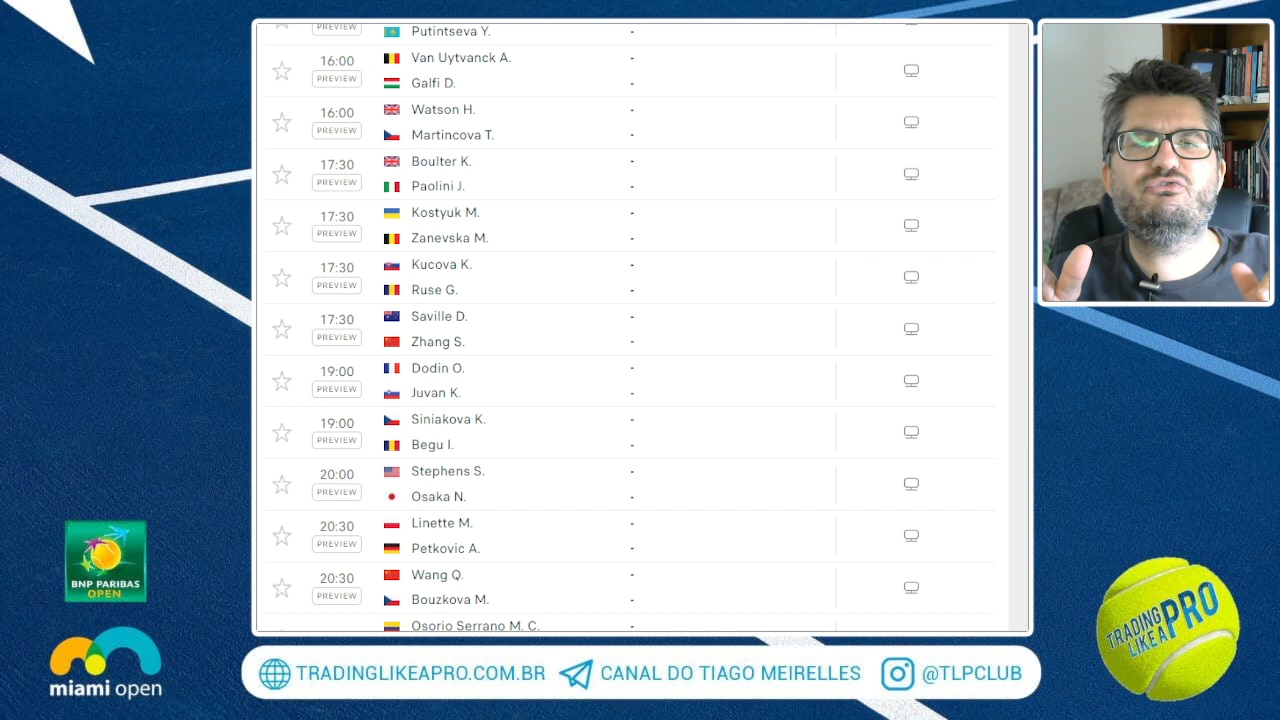 PREVIEW
Putintseva Y.
-
16:00
PREVIEW
Van Uytvanck A.
-
Galfi D.
-
16:00
PREVIEW
Watson H.
-
Martincova T.
-
17:30
PREVIEW
Boulter K.
-
Paolini J.
-
17:30
PREVIEW
Kostyuk M.
-
Zanevska M.
-
17:30
PREVIEW
Kucova K.
-
Ruse G.
-
17:30
PREVIEW
Saville D.
-
Zhang S.
-
19:00
PREVIEW
Dodin O.
-
Juvan K.
-
19:00
PREVIEW
Siniakova K.
-
Begu I.
-
20:00
PREVIEW
Stephens S.
-
Osaka N.
-
20:30
PREVIEW
Linette M.
-
Petkovic A.
-
20:30
PREVIEW
Wang Q.
-
Bouzkova M.
-
Osorio Serrano M. C.
-
BNP PARIBAS
OPEN
miami open
TRADING
LIKE A
PRO
TRADINGLIKEAPRO.COM.BR
CANAL DO TIAGO MEIRELLES
@TLPCLUB